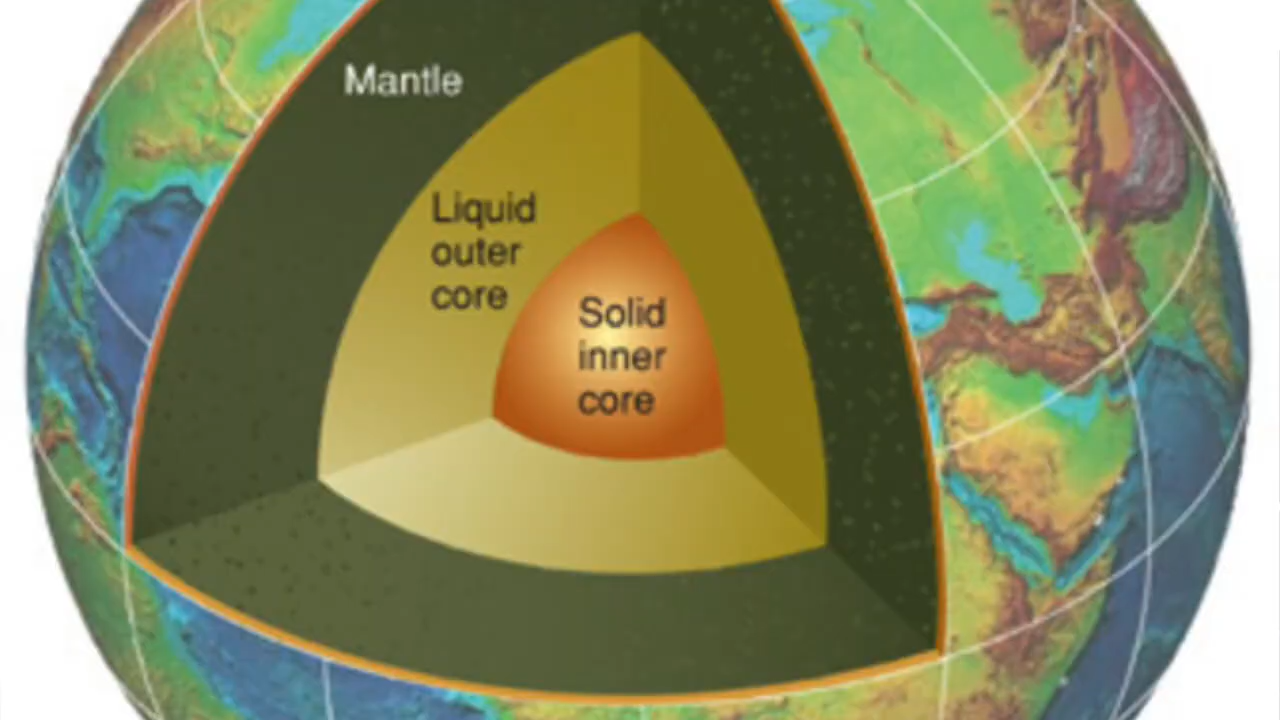 Mantle
Liquid
outer
core
Solid
inner
core